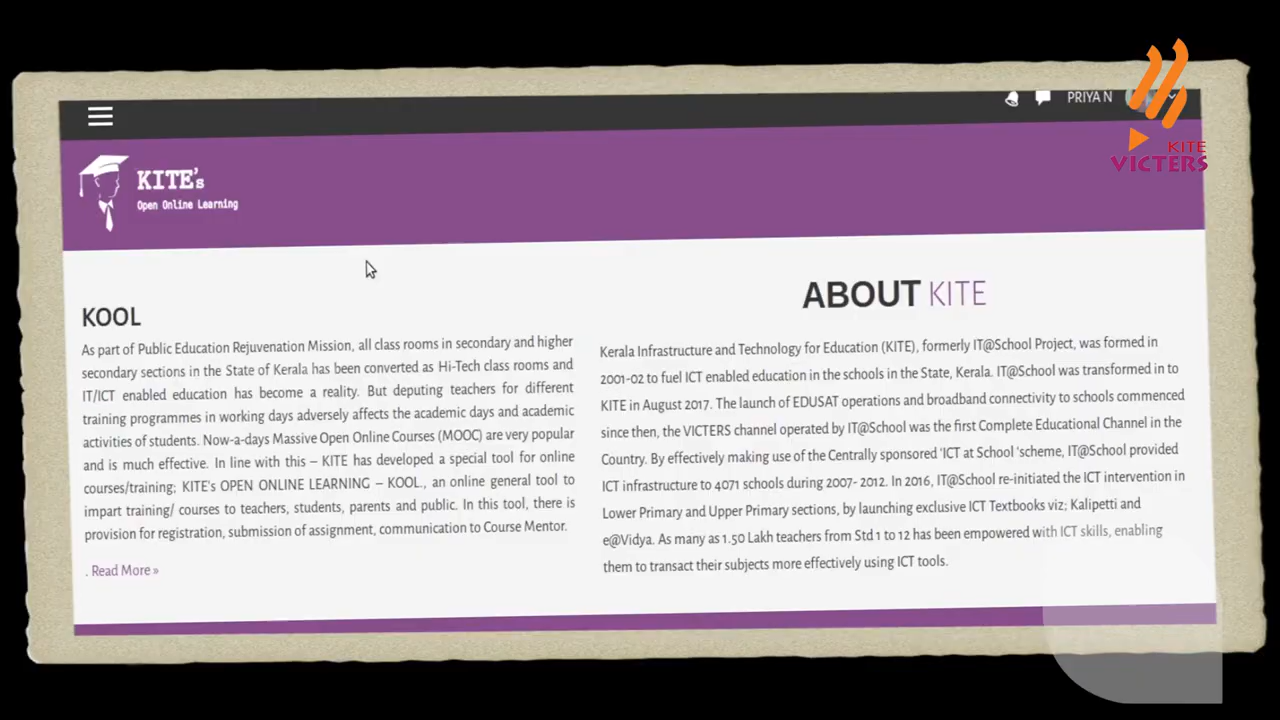 PRIYA N
KITE
VICTERS
KITE's
Open Online Learning
KOOL
As part of Public Education Rejuvenation Mission, all class rooms in secondary and higher
secondary sections in the State of Kerala has been converted as Hi-Tech class rooms and
IT/ICT enabled education has become a reality. But deputing teachers for different
training programmes in working days adversely affects the academic days and academic
activities of students. Now-a-days Massive Open Online Courses (MOOC) are very popular
and is much effective. In line with this – KITE has developed a special tool for online
courses/training; KITE's OPEN ONLINE LEARNING – KOOL., an online general tool to
impart training/ courses to teachers, students, parents and public. In this tool, there is
provision for registration, submission of assignment, communication to Course Mentor.
. Read More »
ABOUT KITE
Kerala Infrastructure and Technology for Education (KITE), formerly IT@School Project, was formed in
2001-02 to fuel ICT enabled education in the schools in the State, Kerala. IT@School was transformed in to
KITE in August 2017. The launch of EDUSAT operations and broadband connectivity to schools commenced
since then, the VICTERS channel operated by IT@School was the first Complete Educational Channel in the
Country. By effectively making use of the Centrally sponsored 'ICT at School 'scheme, IT@School provided
ICT infrastructure to 4071 schools during 2007- 2012. In 2016, IT@School re-initiated the ICT intervention in
Lower Primary and Upper Primary sections, by launching exclusive ICT Textbooks viz; Kalipetti and
e@Vidya. As many as 1.50 Lakh teachers from Std 1 to 12 has been empowered with ICT skills, enabling
them to transact their subjects more effectively using ICT tools.